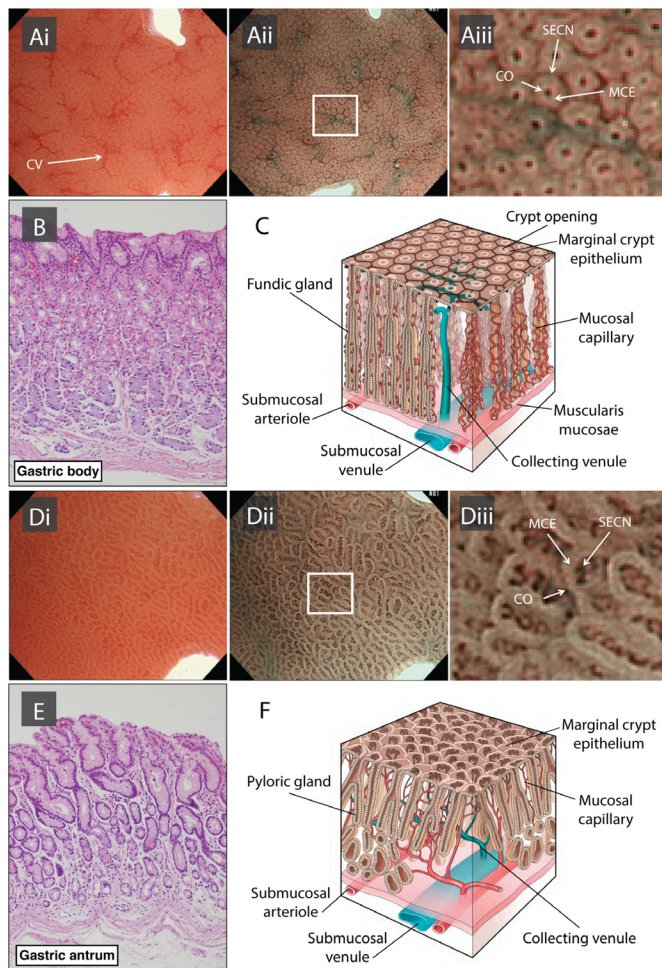 Ai
Aii
Aiii
NBI
SECN
CO
MCE
CV
B
C
Crypt opening
Marginal crypt
epithelium
Fundic gland
Mucosal
capillary
Submucosal
arteriole
Muscularis
mucosae
Submucosal
venule
Collecting venule
Gastric body
Di
Dii
Diii
NBI
MCE
SECN
CO
E
F
Marginal crypt
epithelium
Pyloric gland
Mucosal
capillary
Submucosal
arteriole
Submucosal
venule
Collecting venule
Gastric antrum